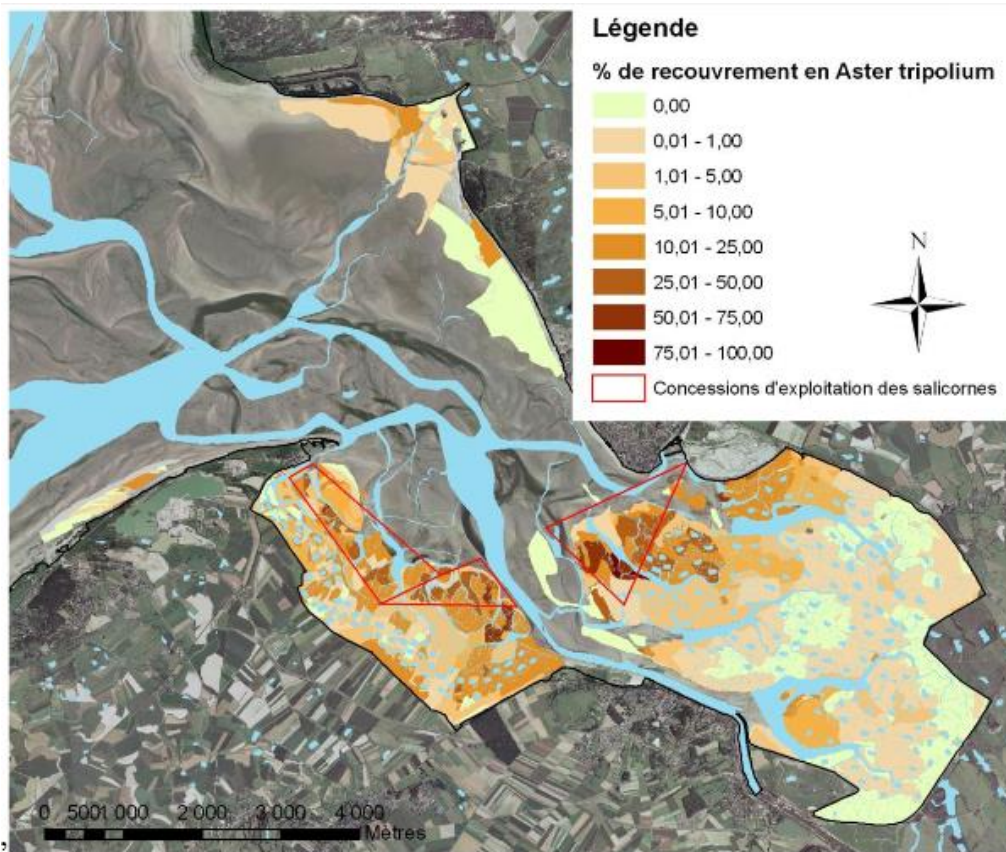 Légende
% de recouvrement en Aster tripolium
0,00
0,01 - 1,00
1,01 - 5,00
5,01 - 10,00
10,01 - 25,00
25,01 - 50,00
50,01 - 75,00
75,01 - 100,00
Concessions d'exploitation des salicornes
N
0 5001 000 2 000 3 000 4 000
Mètres
,